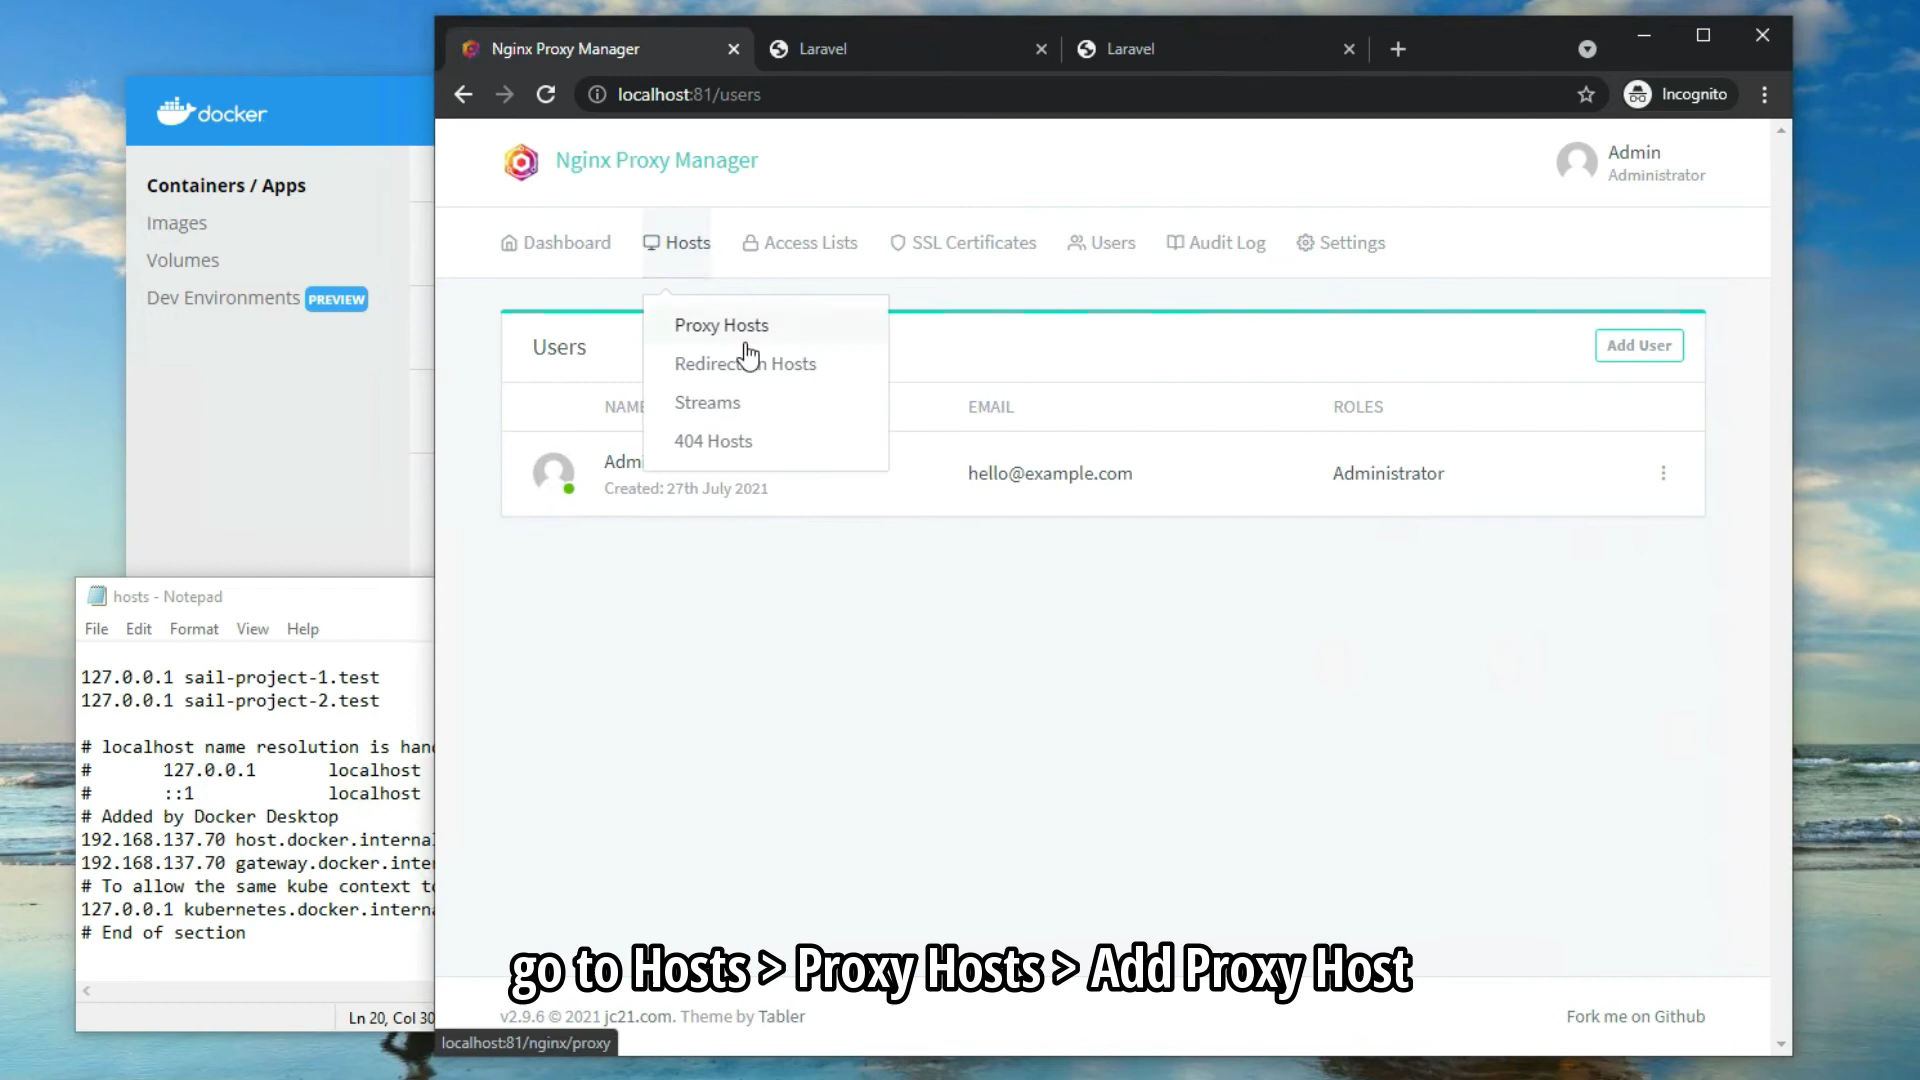 Nginx Proxy Manager
Laravel
Laravel
localhost:81/users
Incognito
docker
Containers / Apps
Images
Volumes
Dev Environments PREVIEW
Nginx Proxy Manager
Admin
Administrator
Dashboard
Hosts
Access Lists
SSL Certificates
Users
Audit Log
Settings
Proxy Hosts
Hosts
Streams
404 Hosts
Users
Add User
EMAIL
ROLES
Created: 27th July 2021
hello@example.com
Administrator
hosts - Notepad
File Edit Format View Help
127.0.0.1 sail-project-1.test
127.0.0.1 sail-project-2.test
# localhost name resolution is
# 127.0.0.1 localhost
# ::1 localhost
# Added by Docker Desktop
192.168.137.70 host.docker.internal
192.168.137.70
# To allow the same kube context
127.0.0.1
# End of section
Ln 20, Col 30
go to Hosts > Proxy Hosts > Add Proxy Host
v2.9.6 © 2021 jc21.com. Theme by Tabler
Fork me on Github
localhost:81/nginx/proxy